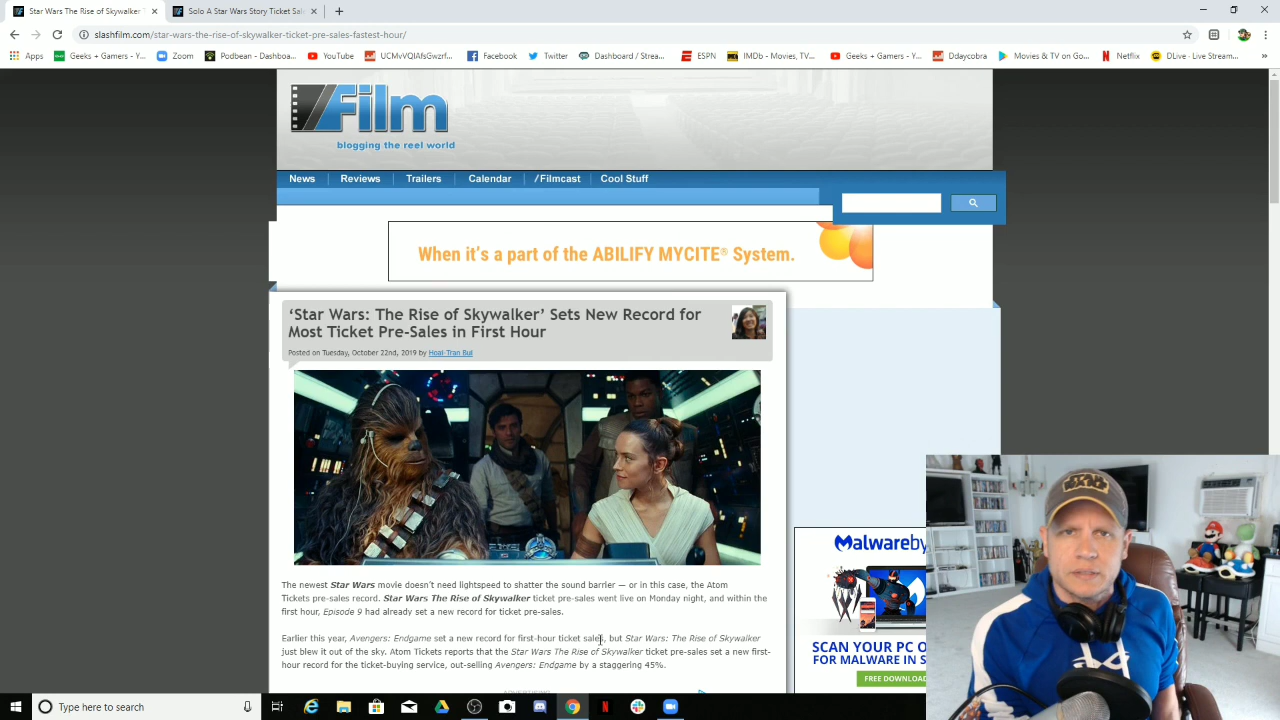 Star Wars The Rise of Skywalker T
Solo A Star Wars Story Ticket Sal
slashfilm.com/star-wars-the-rise-of-skywalker-ticket-pre-sales-fastest-hour/
Apps
Geeks + Gamers - Y...
Zoom
Podbean - Dashboar...
YouTube
UCMvVQIAfsGwzrf...
Facebook
Twitter
Dashboard / Strea...
ESPN
IMDb - Movies, TV...
Geeks + Gamers - Y...
Ddaycobra
Movies & TV on Go...
Netflix
DLive · Live Stream...
/Film
blogging the reel world
News
Reviews
Trailers
Calendar
/Filmcast
Cool Stuff
When it's a part of the ABILIFY MYCITE® System.
‘Star Wars: The Rise of Skywalker’ Sets New Record for
Most Ticket Pre-Sales in First Hour
Posted on Tuesday, October 22nd, 2019 by Hoai-Tran Bui
The newest Star Wars movie doesn’t need lightspeed to shatter the sound barrier — or in this case, the Atom
Tickets pre-sales record. Star Wars The Rise of Skywalker ticket pre-sales went live on Monday night, and within the
first hour, Episode 9 had already set a new record for ticket pre-sales.
Earlier this year, Avengers: Endgame set a new record for first-hour ticket sales, but Star Wars: The Rise of Skywalker
just blew it out of the sky. Atom Tickets reports that the Star Wars The Rise of Skywalker ticket pre-sales set a new first-
hour record for the ticket-buying service, out-selling Avengers: Endgame by a staggering 45%.
ADVERTISING
Malwareby
SCAN YOUR PC O
FOR MALWARE IN S
FREE DOWNLOAD
STAR WARS
Type here to search